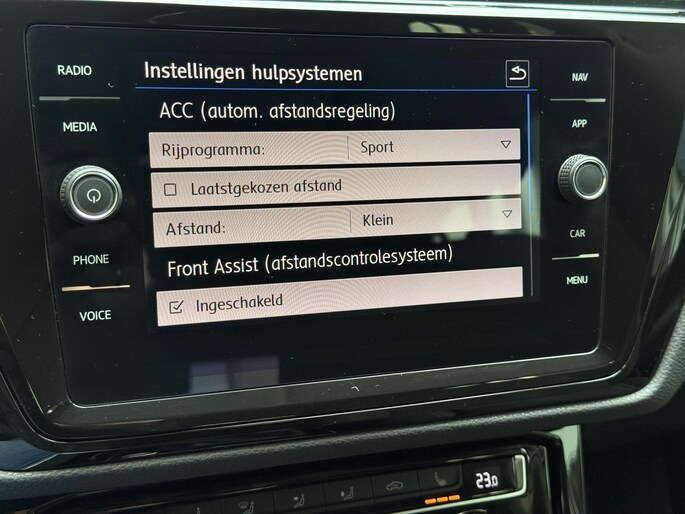 RADIO
MEDIA
PHONE
VOICE
Instellingen hulpsystemen
ACC (autom. afstandsregeling)
Rijprogramma: Sport
Laatstgekozen afstand
Afstand: Klein
Front Assist (afstandscontrolesysteem)
Ingeschakeld
NAV
APP
CAR
MENU
23.0